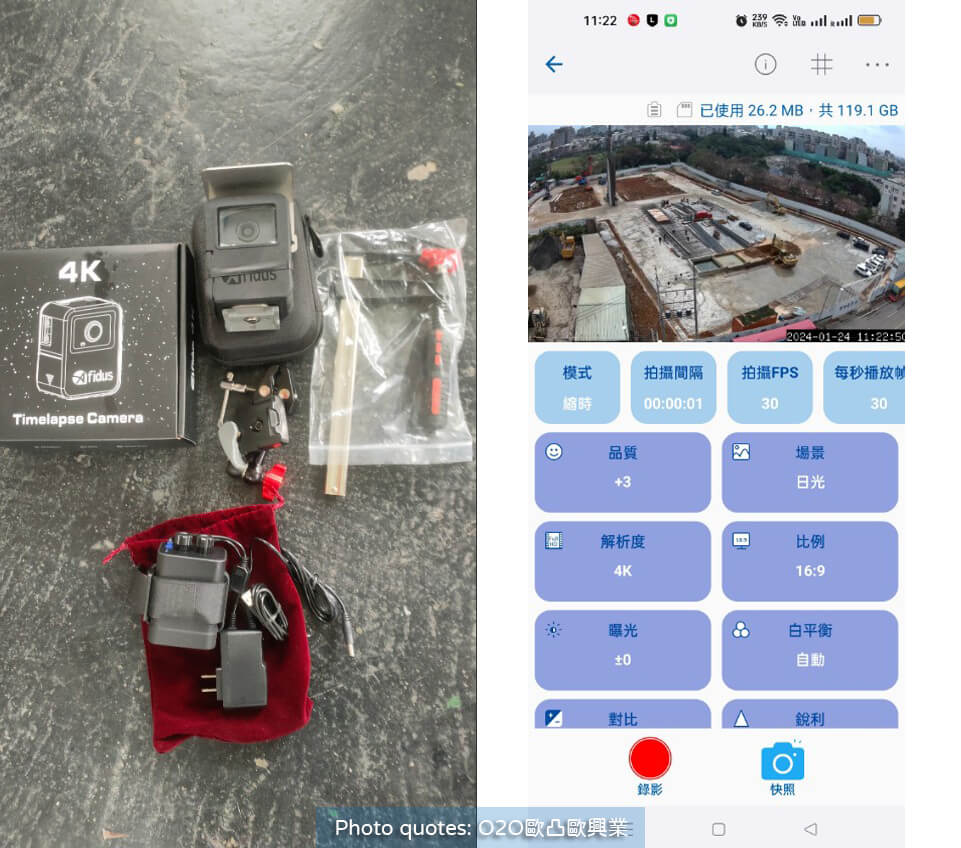 4K
Afidus
Timelapse Camera
Afidus
11:22
239
KB/S
已使用 26.2 MB · 共 119.1 GB
2024-01-24 11:22:50
模式
縮時
拍攝間隔
00:00:01
拍攝FPS
30
每秒播放幀
30
品質
+3
場景
日光
解析度
4K
比例
16:9
曝光
±0
白平衡
自動
對比
銳利
錄影
快照
Photo quotes: O2O歐凸歐興業